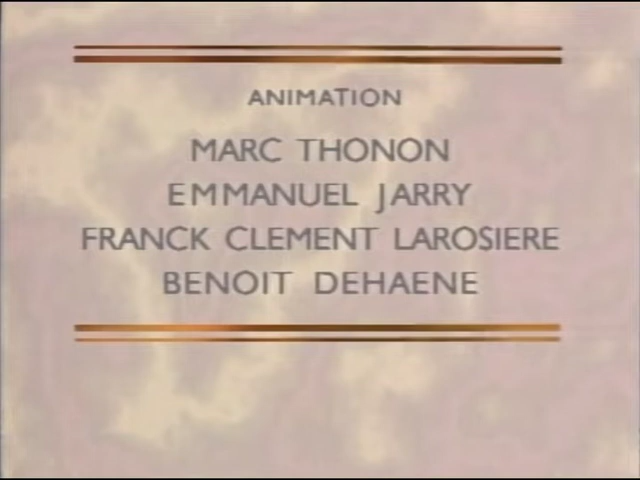 ANIMATION
MARC THONON
EMMANUEL JARRY
FRANCK CLEMENT LAROSIERE
BENOIT DEHAENE